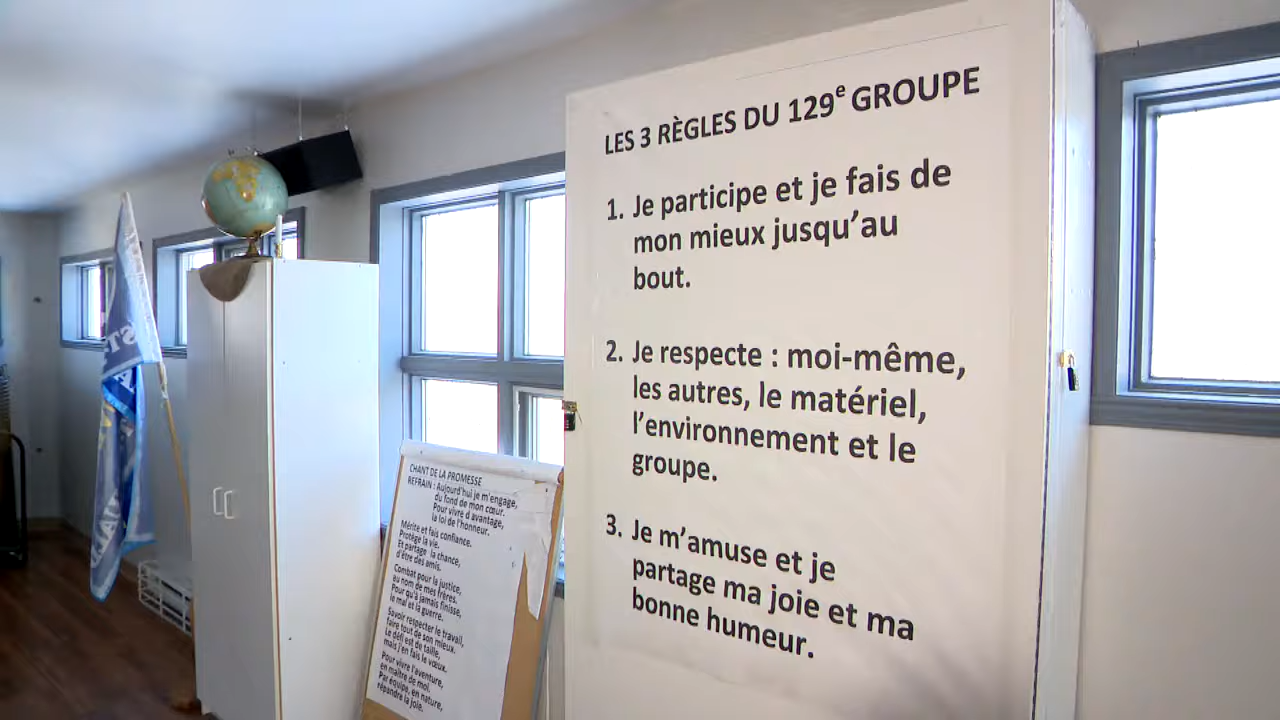 LES 3 RÈGLES DU 129e GROUPE
1. Je participe et je fais de
mon mieux jusqu'au
bout.
2. Je respecte : moi-même,
les autres, le matériel,
l'environnement et le
groupe.
3. Je m'amuse et je
partage ma joie et ma
bonne humeur.
CHANT DE LA PROMESSE
REFRAIN : Aujourd'hui je m'engage,
du fond de mon cœur.
Pour vivre d'avantage,
la loi de l'honneur.
Mérite et fais confiance.
Protège la vie.
Et partage la chance,
d'être des amis.
Combat pour la justice,
au nom de mes frères.
Pour qu'à jamais finisse,
le mal et la guerre.
Savoir respecter le travail,
faire tout de son mieux.
Le défi est de taille,
mais j'en fais le vœux.
Pour vivre l'aventure,
en maître de moi.
Par équipe, en nature,
répandre la joie.